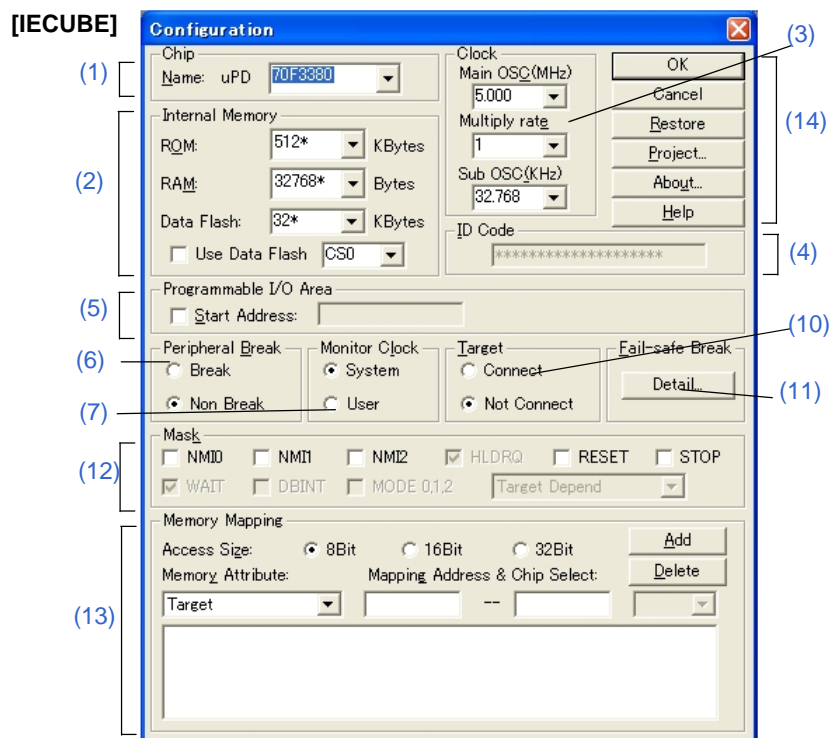 [IECUBE]
Configuration
(1)
Chip
Name: uPD 70F3380
(2)
Internal Memory
ROM: 512* KBytes
RAM: 32768* Bytes
Data Flash: 32* KBytes
Use Data Flash CS0
(3)
Clock
Main OSC(MHz)
5.000
Multiply rate
1
Sub OSC(KHz)
32.768
(14)
OK
Cancel
Restore
Project...
About...
Help
(4)
ID Code
********************
(5)
Programmable I/O Area
Start Address:
(6)
Peripheral Break
Break
Non Break
(7)
Monitor Clock
System
User
(10)
Target
Connect
Not Connect
(11)
Fail-safe Break
Detail...
(12)
Mask
NMI0 NMI1 NMI2 HLDRQ RESET STOP
WAIT DBINT MODE 0,1,2 Target Depend
(13)
Memory Mapping
Access Size: 8Bit 16Bit 32Bit
Add
Memory Attribute: Mapping Address & Chip Select:
Delete
Target --